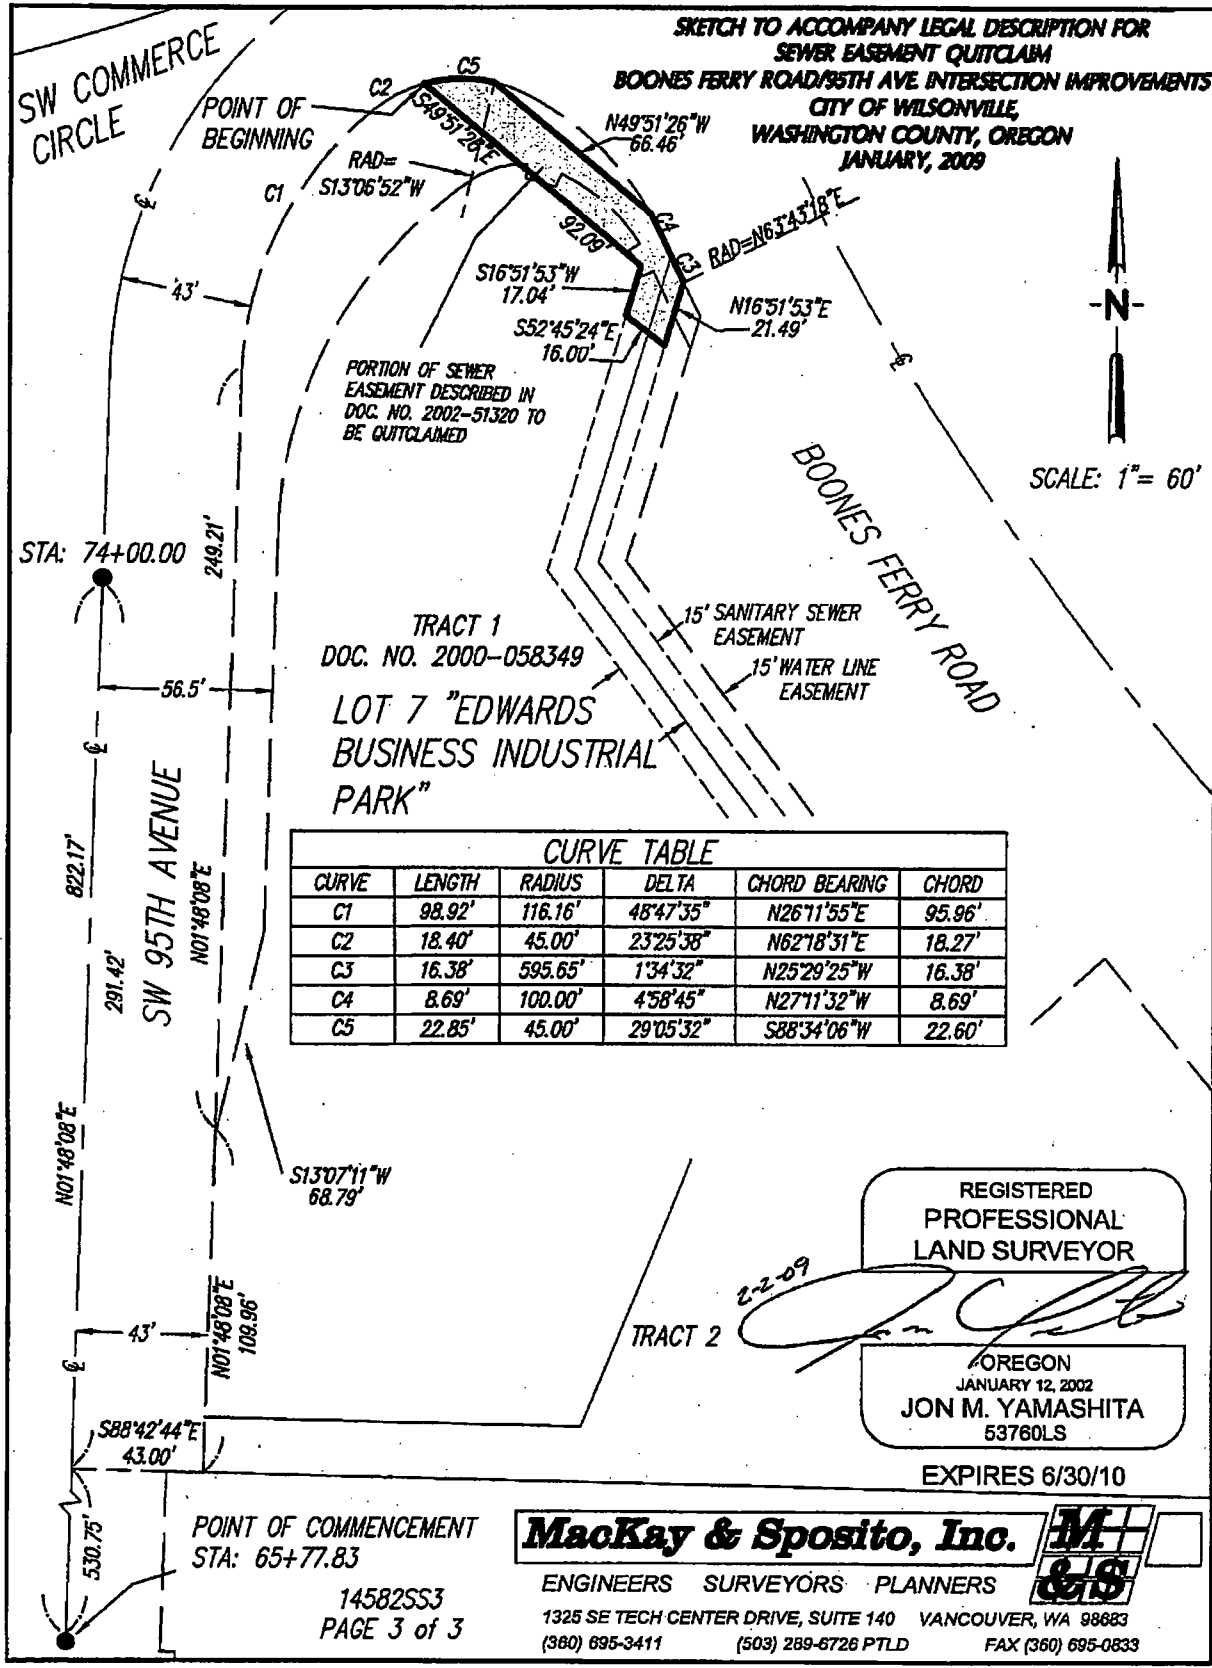 SKETCH TO ACCOMPANY LEGAL DESCRIPTION FOR
SEWER EASEMENT QUITCLAIM
BOONES FERRY ROAD/95TH AVE. INTERSECTION IMPROVEMENTS
CITY OF WILSONVILLE,
WASHINGTON COUNTY, OREGON
JANUARY, 2009
SW COMMERCE
CIRCLE
POINT OF
BEGINNING
C2
C5
S49°51'26"E
N49°51'26"W
66.46'
RAD=
S13°06'52"W
C1
92.09'
C4
C3
RAD=N63°43'18"E
43'
S16°51'53"W
17.04'
N16°51'53"E
21.49'
S52°45'24"E
16.00'
N
PORTION OF SEWER
EASEMENT DESCRIBED IN
DOC. NO. 2002-51320 TO
BE QUITCLAIMED
SCALE: 1"= 60'
BOONES FERRY ROAD
STA: 74+00.00
249.21'
TRACT 1
DOC. NO. 2000-058349
15' SANITARY SEWER
EASEMENT
15' WATER LINE
EASEMENT
56.5'
LOT 7 "EDWARDS
BUSINESS INDUSTRIAL
PARK"
822.17'
SW 95TH AVENUE
N01°48'08"E
291.42'
CURVE TABLE
CURVE LENGTH RADIUS DELTA CHORD BEARING CHORD
C1 98.92' 116.16' 48°47'35" N26°11'55"E 95.96'
C2 18.40' 45.00' 23°25'38" N62°18'31"E 18.27'
C3 16.38' 595.65' 1°34'32" N25°29'25"W 16.38'
C4 8.69' 100.00' 4°58'45" N27°11'32"W 8.69'
C5 22.85' 45.00' 29°05'32" S88°34'06"W 22.60'
N01°48'08"E
S13°07'11"W
68.79'
N01°48'08"E
109.96'
43'
TRACT 2
S88°42'44"E
43.00'
530.75'
REGISTERED
PROFESSIONAL
LAND SURVEYOR
2-2-09
OREGON
JANUARY 12, 2002
JON M. YAMASHITA
53760LS
EXPIRES 6/30/10
POINT OF COMMENCEMENT
STA: 65+77.83
14582SS3
PAGE 3 of 3
MacKay & Sposito, Inc.
M
&S
ENGINEERS SURVEYORS PLANNERS
1325 SE TECH CENTER DRIVE, SUITE 140 VANCOUVER, WA 98683
(360) 695-3411 (503) 289-6726 PTLD FAX (360) 695-0833